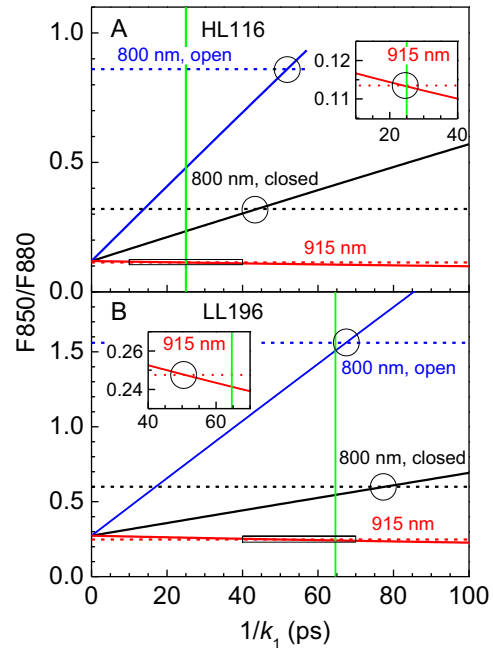 A HL116
800 nm, open
915 nm
0.12
0.11
20 40
800 nm, closed
915 nm
1.0
0.5
0.0
F850/F880
B LL196
915 nm
0.26
0.24
40 60
800 nm, open
800 nm, closed
915 nm
1.5
1.0
0.5
0.0
0 20 40 60 80 100
1/k₁ (ps)